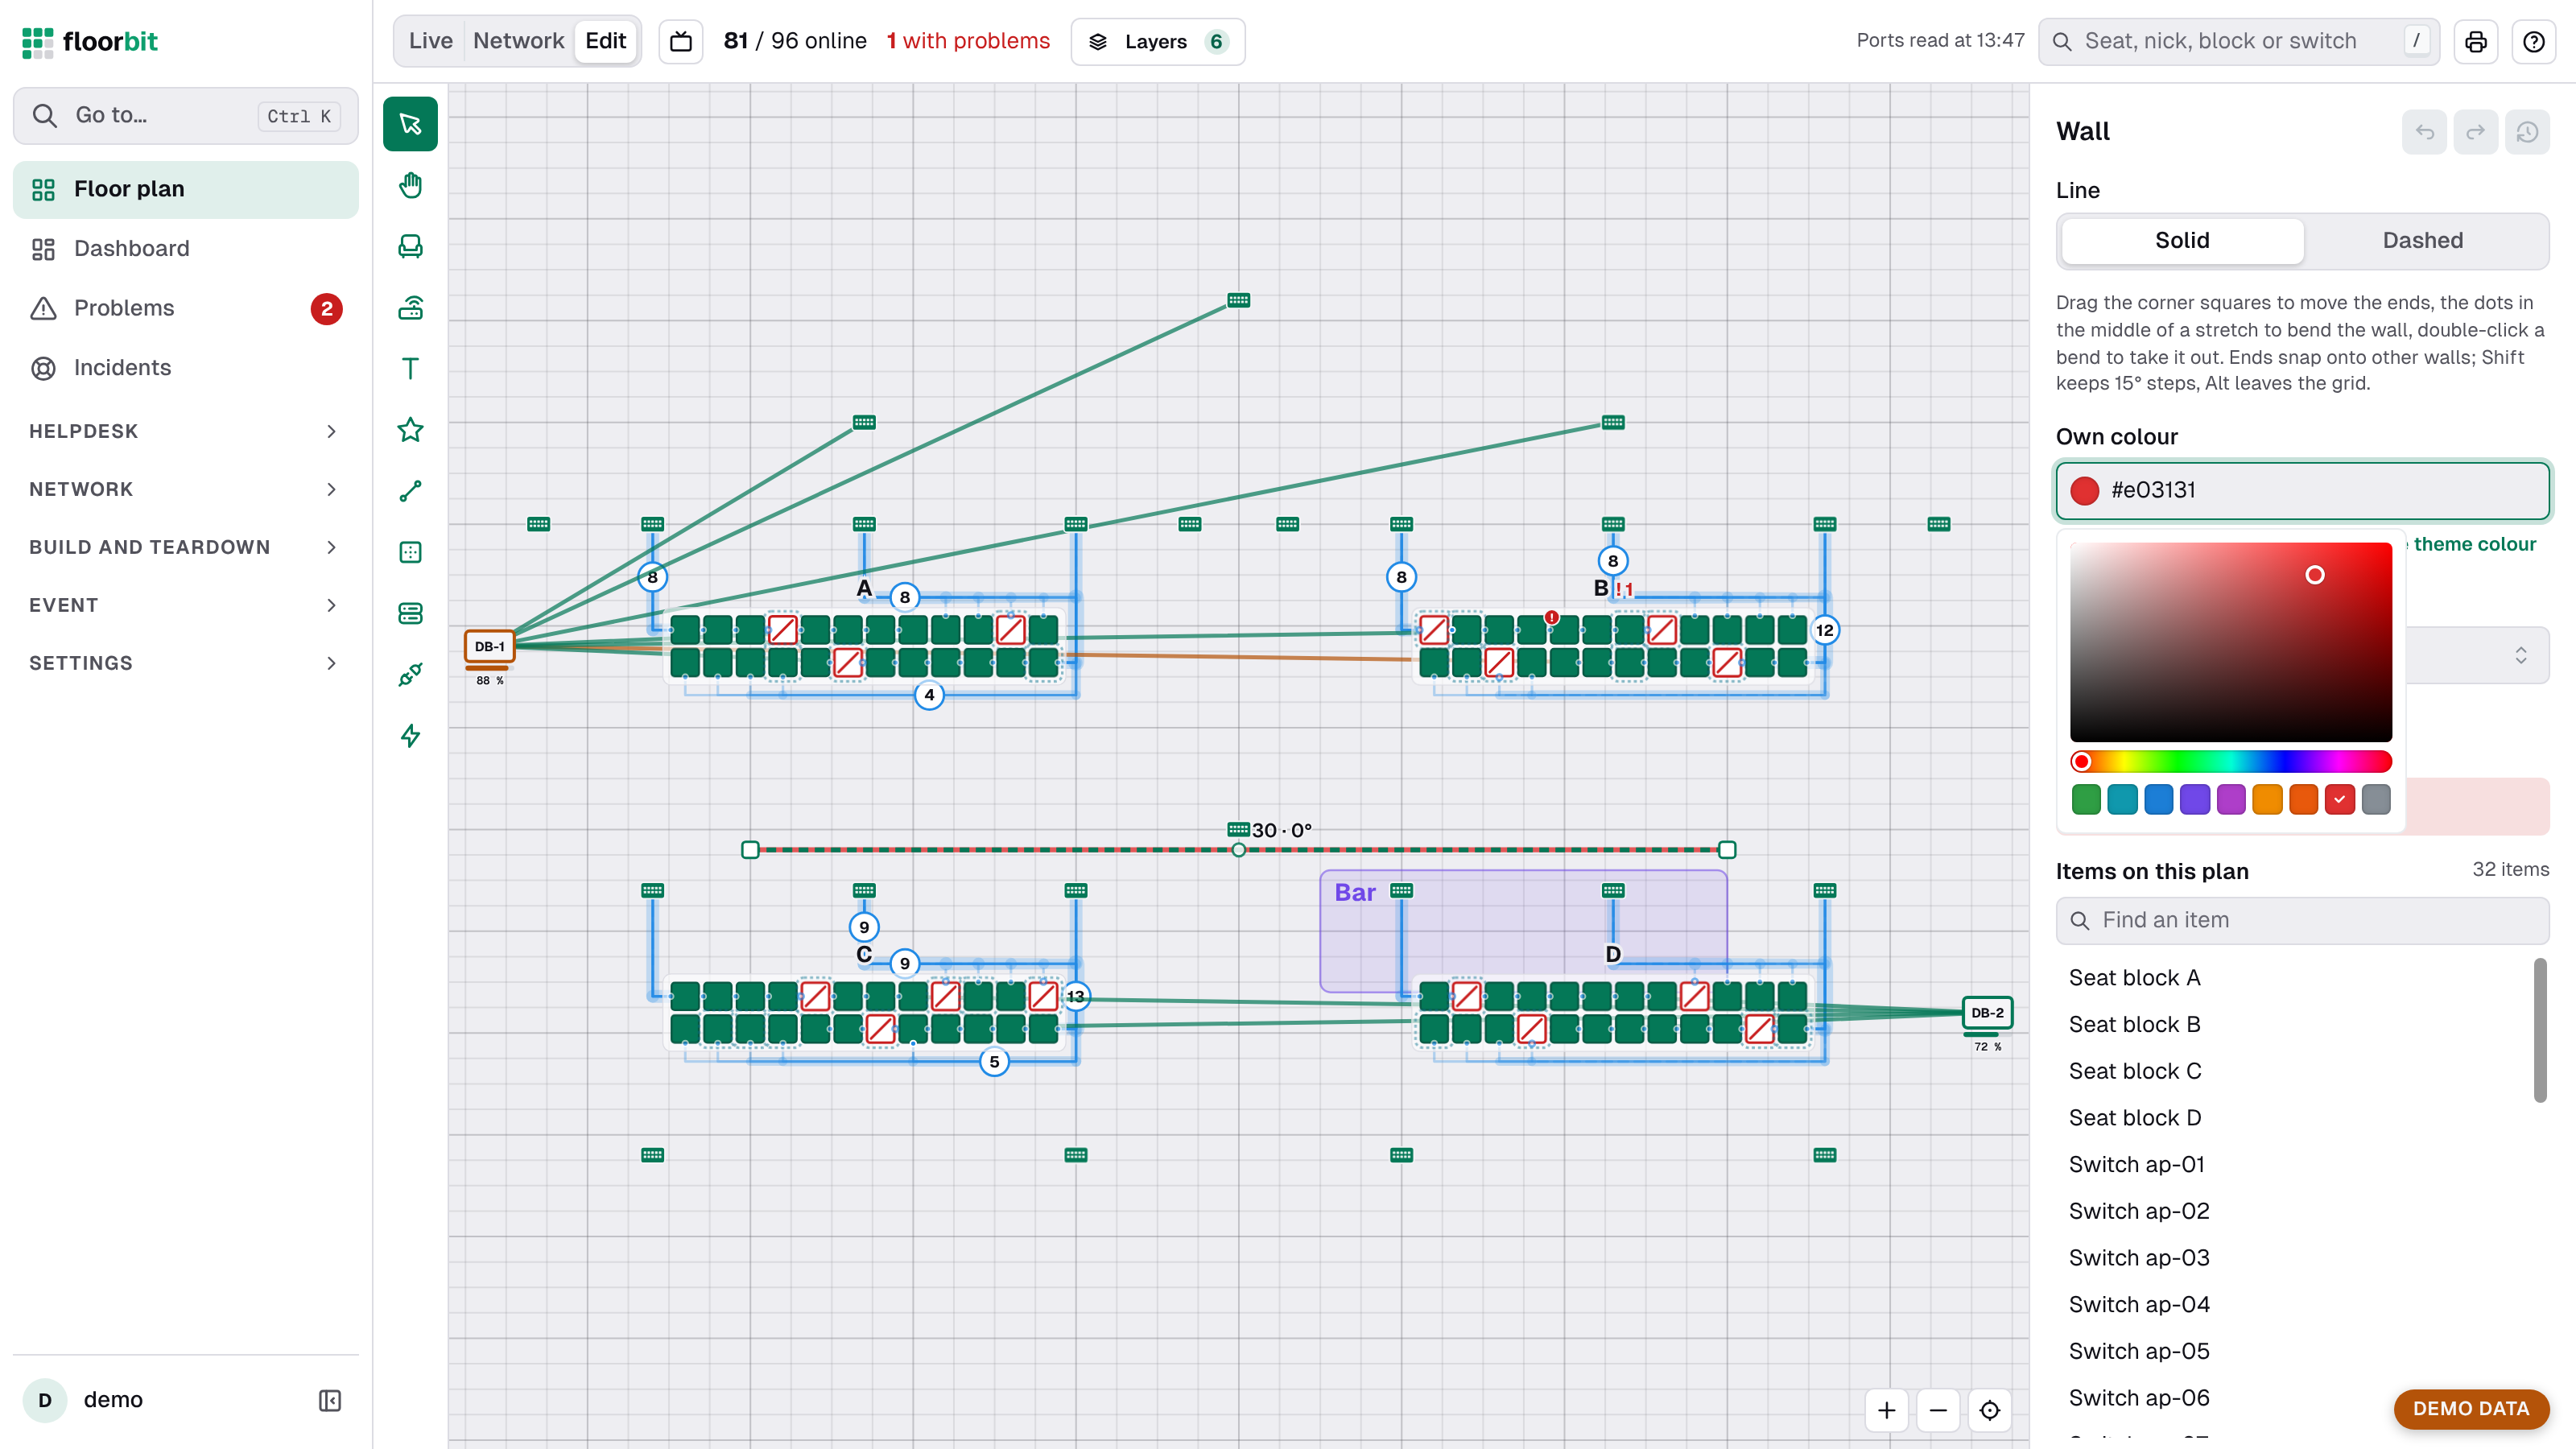 floorbit
Go to...
Ctrl K
Floor plan
Dashboard
Problems
2
Incidents
HELPDESK
NETWORK
BUILD AND TEARDOWN
EVENT
SETTINGS
D
demo
Live
Network
Edit
81 / 96 online
1 with problems
Layers
6
Ports read at 13:47
Seat, nick, block or switch
/
8
A
8
8
8
B
!1
!
12
DB-1
88 %
4
30 · 0°
Bar
9
C
9
D
13
DB-2
72 %
5
Wall
Line
Solid
Dashed
Drag the corner squares to move the ends, the dots in
the middle of a stretch to bend the wall, double-click a
bend to take it out. Ends snap onto other walls; Shift
keeps 15° steps, Alt leaves the grid.
Own colour
#e03131
theme colour
Items on this plan
32 items
Find an item
Seat block A
Seat block B
Seat block C
Seat block D
Switch ap-01
Switch ap-02
Switch ap-03
Switch ap-04
Switch ap-05
Switch ap-06
DEMO DATA